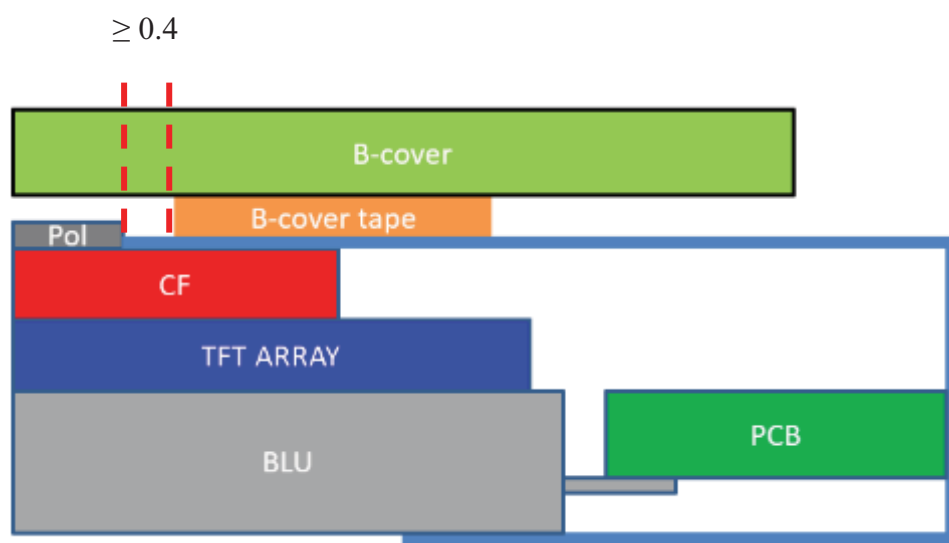 ≥ 0.4
B-cover
B-cover tape
Pol
CF
TFT ARRAY
PCB
BLU